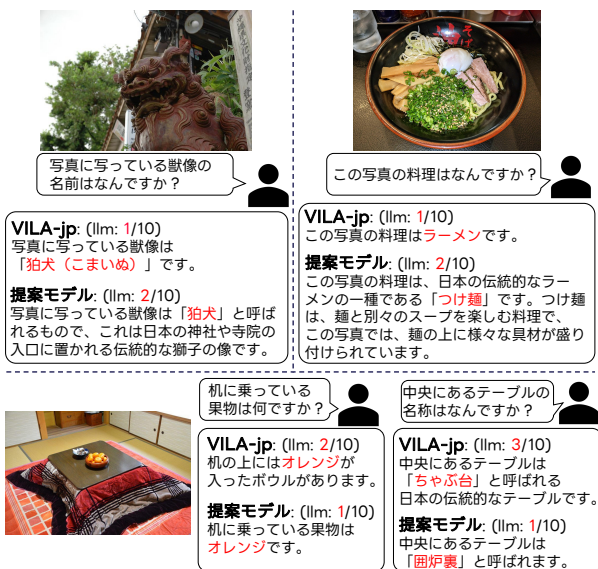 写真に写っている獣像の
名前はなんですか？
VILA-jp: (llm: 1/10)
写真に写っている獣像は
「狛犬（こまいぬ）」です。
提案モデル: (llm: 2/10)
写真に写っている獣像は「狛犬」と呼ば
れるもので、これは日本の神社や寺院の
入口に置かれる伝統的な獅子の像です。
この写真の料理はなんですか？
VILA-jp: (llm: 1/10)
この写真の料理はラーメンです。
提案モデル: (llm: 2/10)
この写真の料理は、日本の伝統的なラー
メンの一種である「つけ麺」です。つけ麺
は、麺と別々のスープを楽しむ料理で、
この写真では、麺の上に様々な具材が盛り
付けられています。
机に乗っている
果物は何ですか？
VILA-jp: (llm: 2/10)
机の上にはオレンジが
入ったボウルがあります。
提案モデル: (llm: 1/10)
机に乗っている果物は
オレンジです。
中央にあるテーブルの
名称はなんですか？
VILA-jp: (llm: 3/10)
中央にあるテーブルは
「ちゃぶ台」と呼ばれる
日本の伝統的なテーブルです。
提案モデル: (llm: 1/10)
中央にあるテーブルは
「囲炉裏」と呼ばれます。